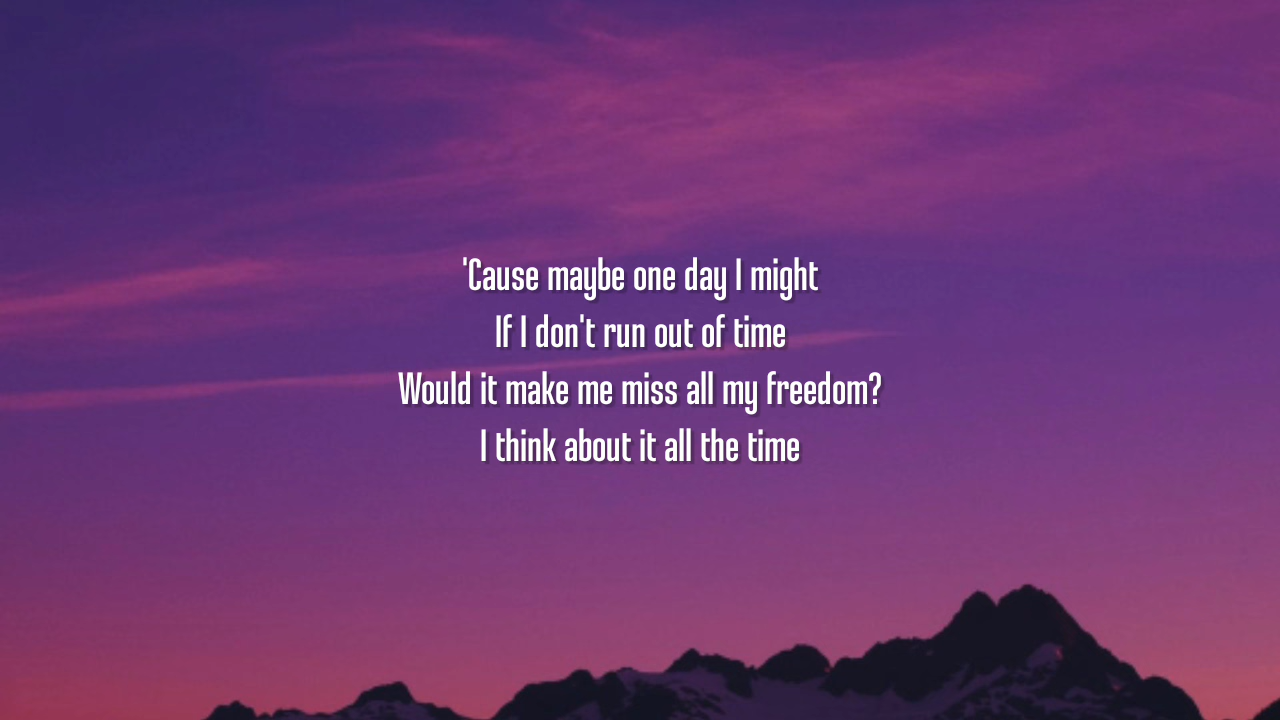 'Cause maybe one day I might
If I don't run out of time
Would it make me miss all my freedom?
I think about it all the time